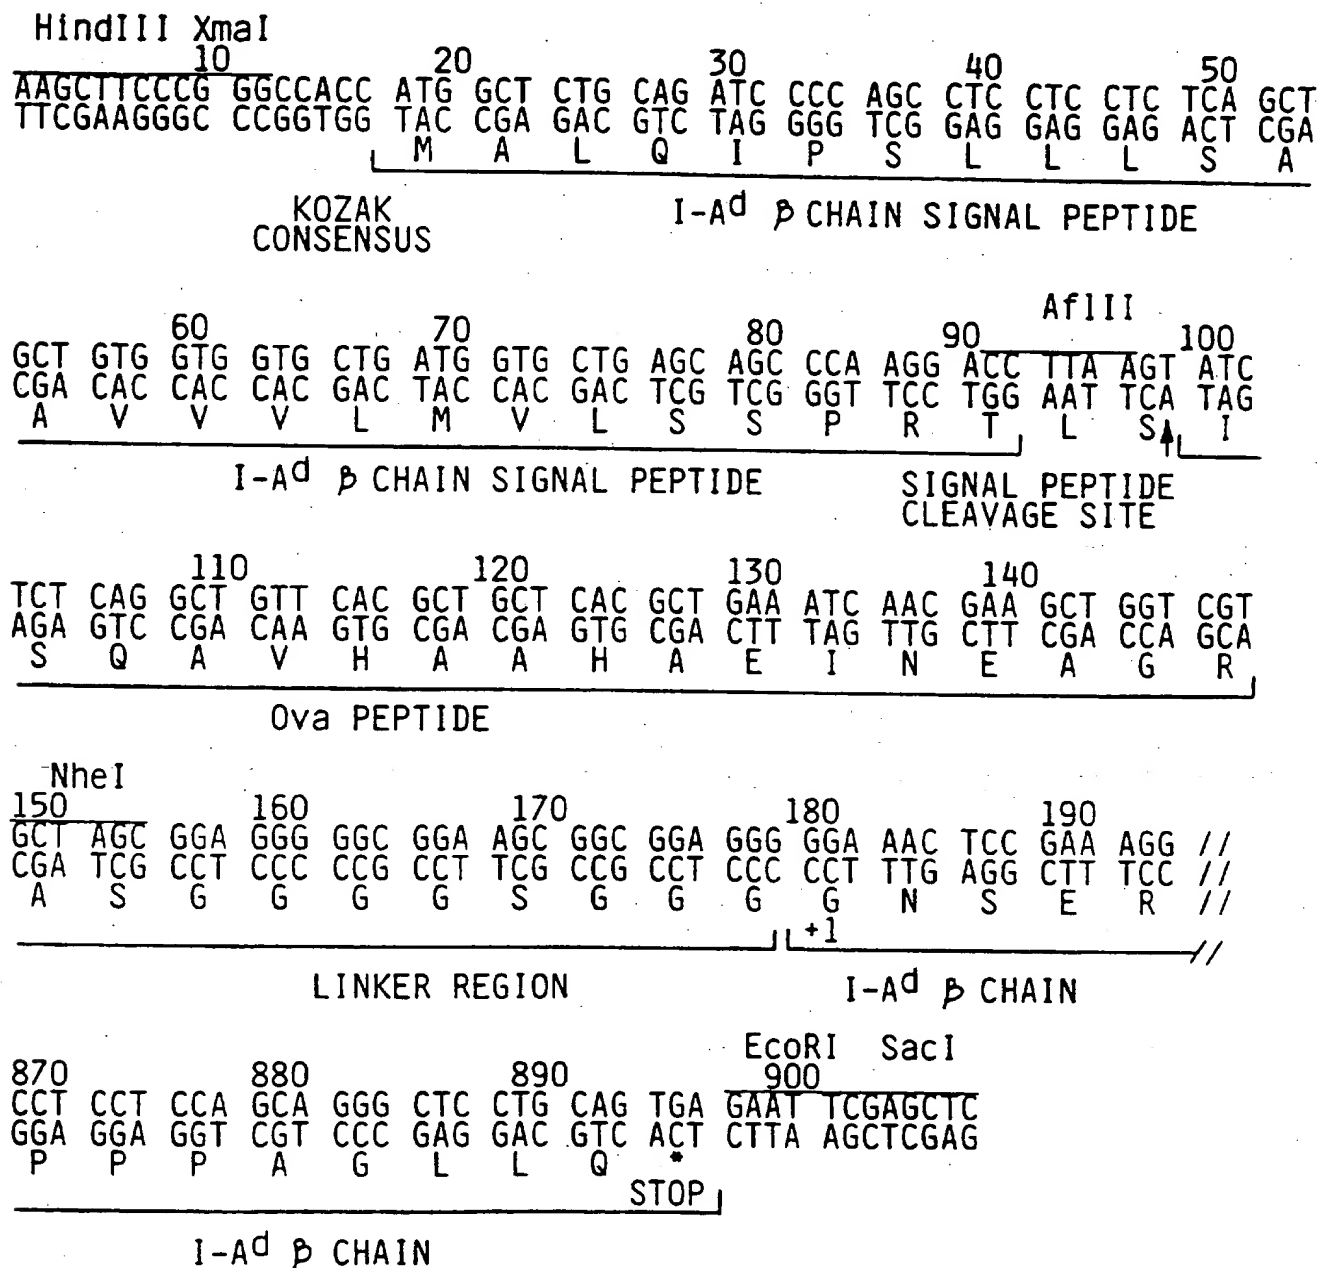 HindIII XmaI
10 20 30 40 50
AAGCTTCCCG GGCCACC ATG GCT CTG CAG ATC CCC AGC CTC CTC CTC TCA GCT
TTCGAAGGGC CCGGTGG TAC CGA GAC GTC TAG GGG TCG GAG GAG GAG ACT CGA
M A L Q I P S L L L S A
KOZAK CONSENSUS
I-Ad β CHAIN SIGNAL PEPTIDE
AflII
60 70 80 90 100
GCT GTG GTG GTG CTG ATG GTG CTG AGC AGC CCA AGG ACC TTA AGT ATC
CGA CAC CAC CAC GAC TAC CAC GAC TCG TCG GGT TCC TGG AAT TCA TAG
A V V V L M V L S S P R T L S I
I-Ad β CHAIN SIGNAL PEPTIDE
SIGNAL PEPTIDE CLEAVAGE SITE
110 120 130 140
TCT CAG GCT GTT CAC GCT GCT CAC GCT GAA ATC AAC GAA GCT GGT CGT
AGA GTC CGA CAA GTG CGA CGA GTG CGA CTT TAG TTG CTT CGA CCA GCA
S Q A V H A A H A E I N E A G R
Ova PEPTIDE
NheI
150 160 170 180 190
GCT AGC GGA GGG GGC GGA AGC GGC GGA GGG GGA AAC TCC GAA AGG //
CGA TCG CCT CCC CCG CCT TCG CCG CCT CCC CCT TTG AGG CTT TCC //
A S G G G G S G G G G N S E R //
+1
LINKER REGION I-Ad β CHAIN
EcoRI SacI
870 880 890 900
CCT CCT CCA GCA GGG CTC CTG CAG TGA GAAT TCGAGCTC
GGA GGA GGT CGT CCC GAG GAC GTC ACT CTTA AGCTCGAG
P P P A G L L Q *
STOP
I-Ad β CHAIN